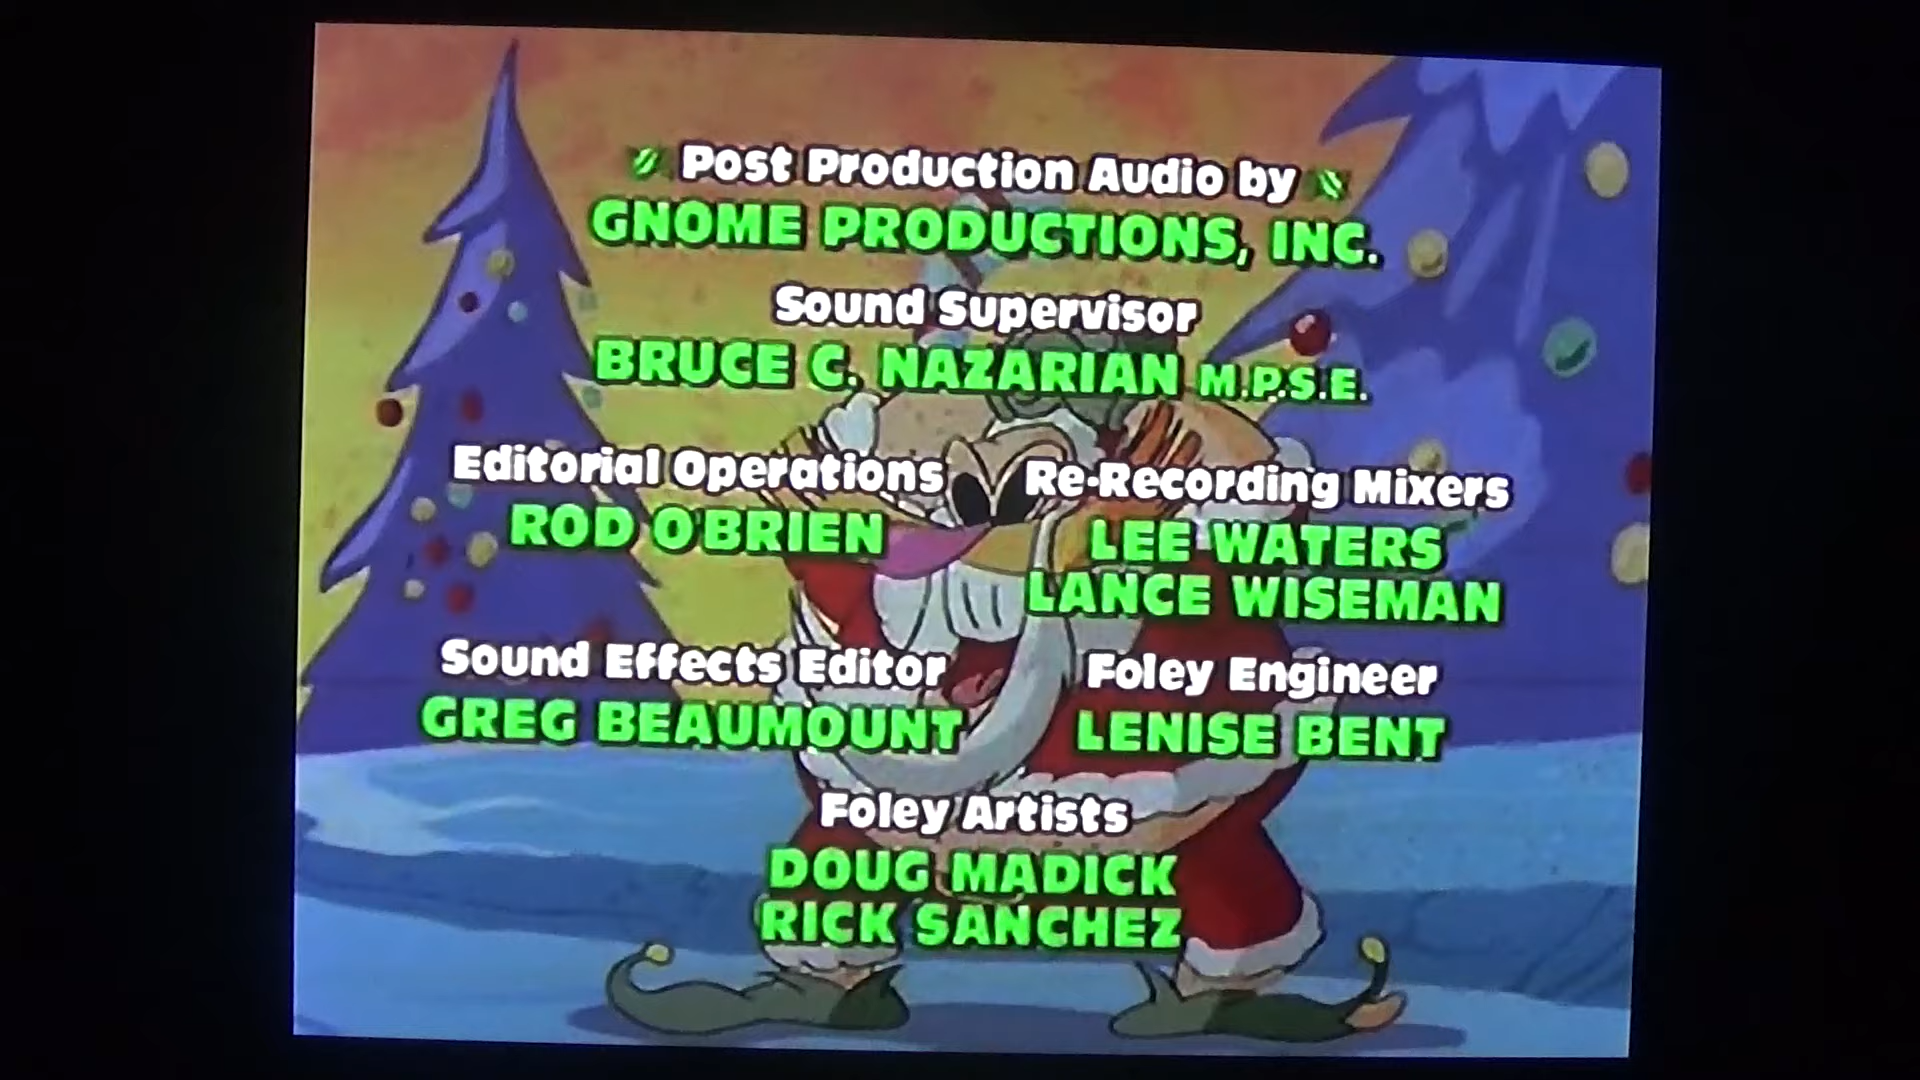 Post Production Audio by
GNOME PRODUCTIONS, INC.
Sound Supervisor
BRUCE C. NAZARIAN M.P.S.E.
Editorial Operations
ROD O'BRIEN
Re-Recording Mixers
LEE WATERS
LANCE WISEMAN
Sound Effects Editor
GREG BEAUMOUNT
Foley Engineer
LENISE BENT
Foley Artists
DOUG MADICK
RICK SANCHEZ